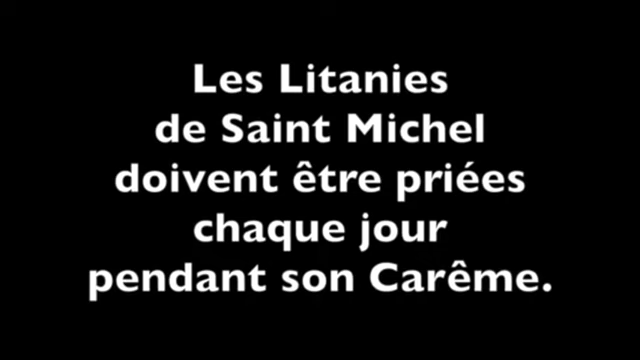 Les Litanies
de Saint Michel
doivent être priées
chaque jour
pendant son Carême.